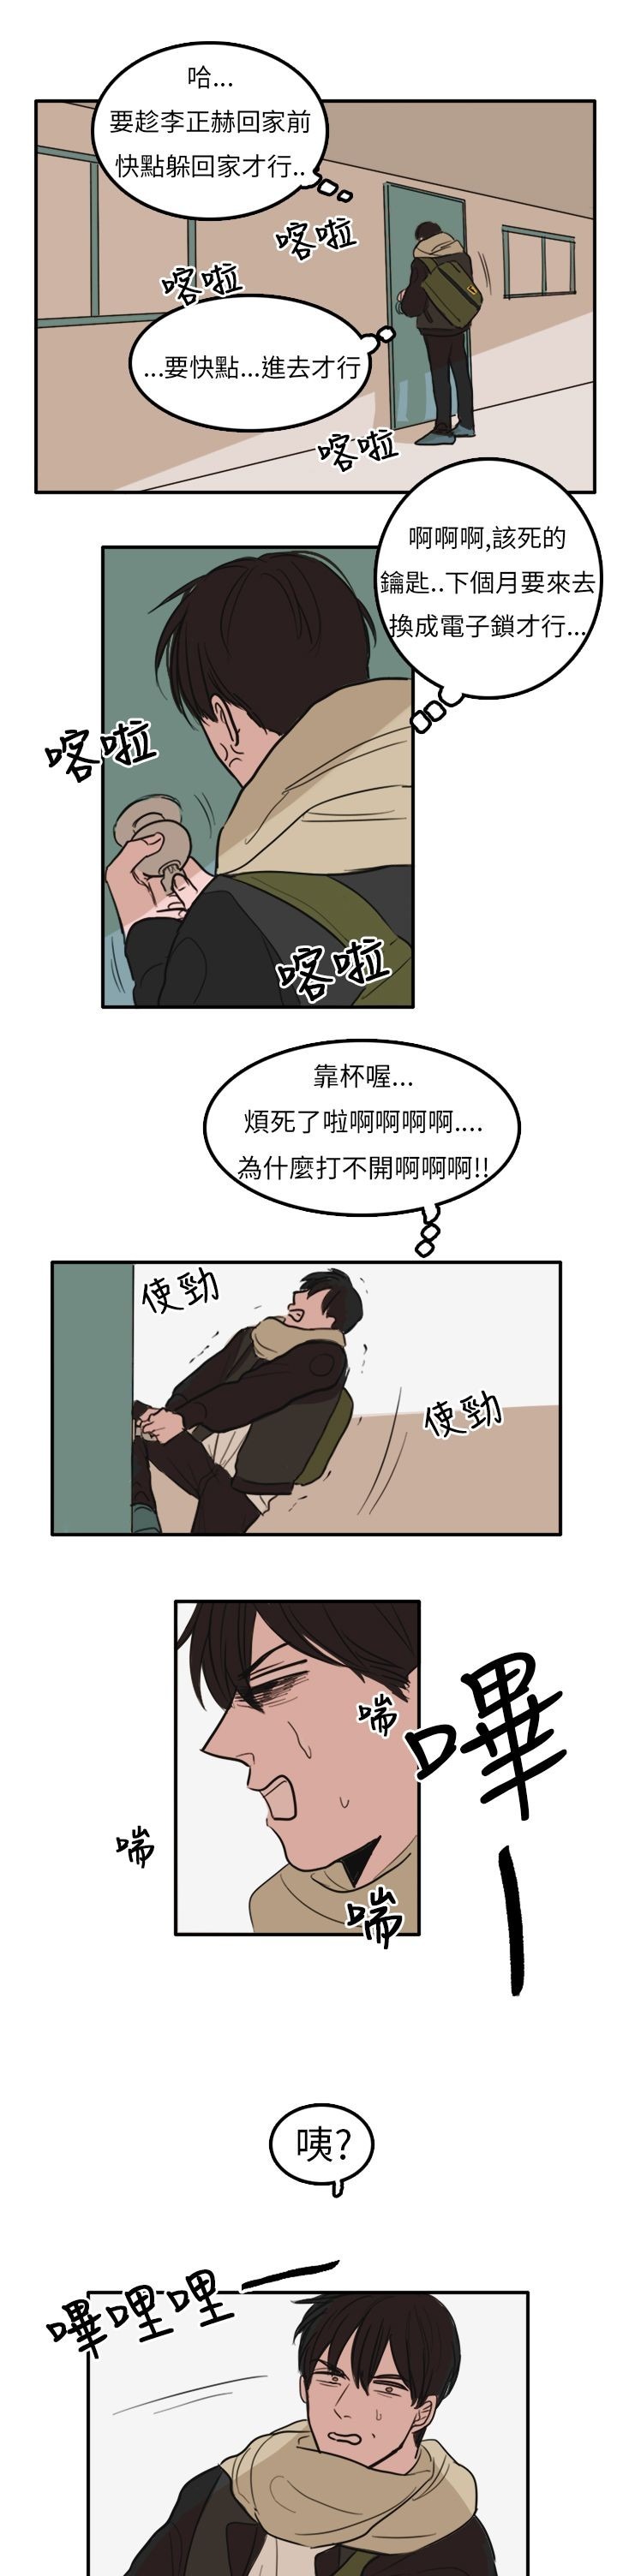 哈...
要趁李正赫回家前
快點躲回家才行..
喀啦
喀啦
...要快點...進去才行
喀啦
啊啊啊,該死的
鑰匙..下個月要來去
換成電子鎖才行...
喀啦
喀啦
靠杯喔...
煩死了啦啊啊啊啊....
為什麼打不開啊啊啊!!
使勁
使勁
喘
嗶—
喘
喘
咦?
嗶哩哩—